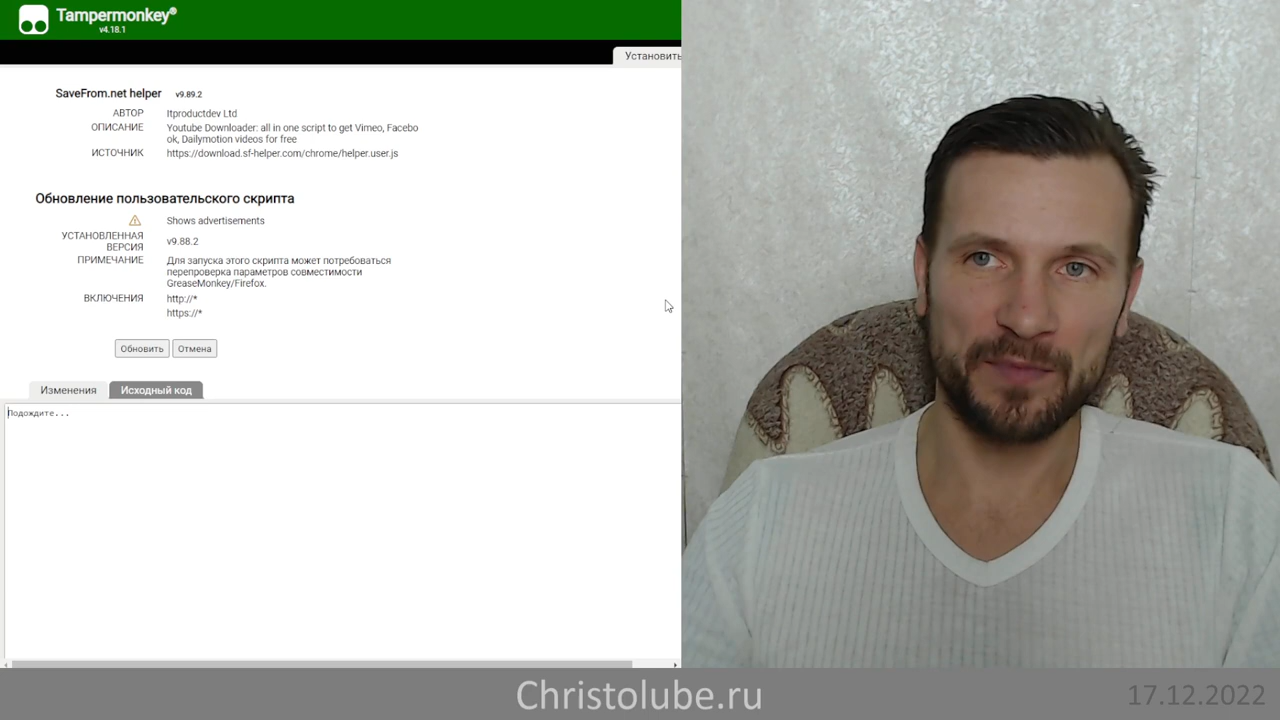 Tampermonkey®
v4.18.1
Установить
SaveFrom.net helper v9.89.2
АВТОР Itproductdev Ltd
ОПИСАНИЕ Youtube Downloader: all in one script to get Vimeo, Facebo
ok, Dailymotion videos for free
ИСТОЧНИК https://download.sf-helper.com/chrome/helper.user.js
Обновление пользовательского скрипта
Shows advertisements
УСТАНОВЛЕННАЯ
ВЕРСИЯ
v9.88.2
ПРИМЕЧАНИЕ Для запуска этого скрипта может потребоваться
перепроверка параметров совместимости
GreaseMonkey/Firefox.
ВКЛЮЧЕНИЯ http://*
https://*
Обновить Отмена
Изменения Исходный код
Подождите...
Christolube.ru
17.12.2022